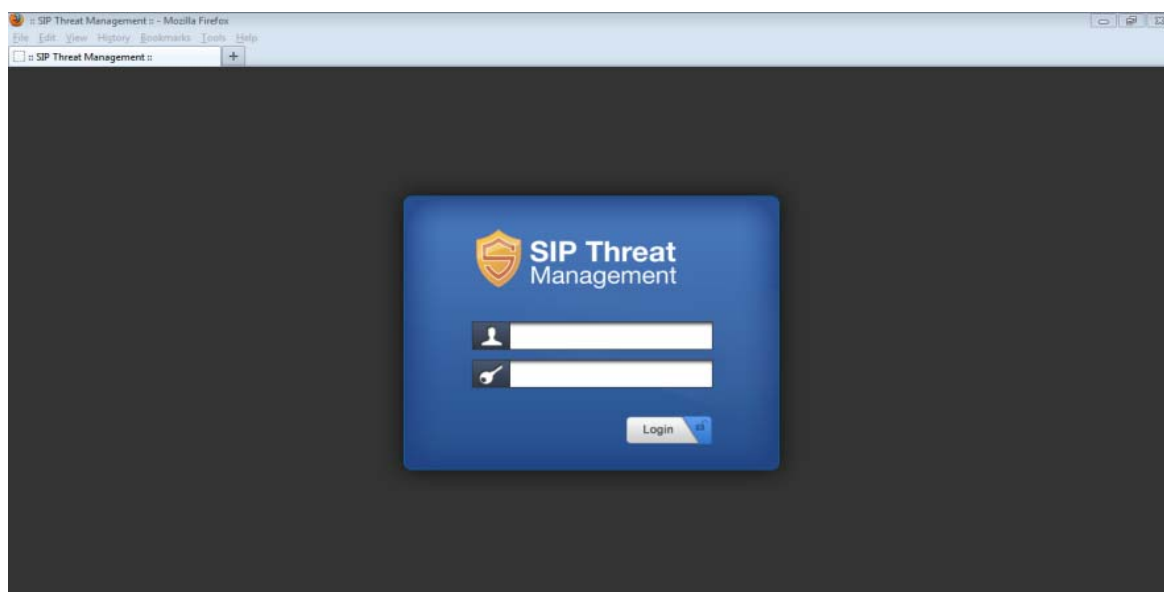 :: SIP Threat Management :: - Mozilla Firefox
File Edit View History Bookmarks Tools Help
:: SIP Threat Management ::
SIP Threat
Management
Login